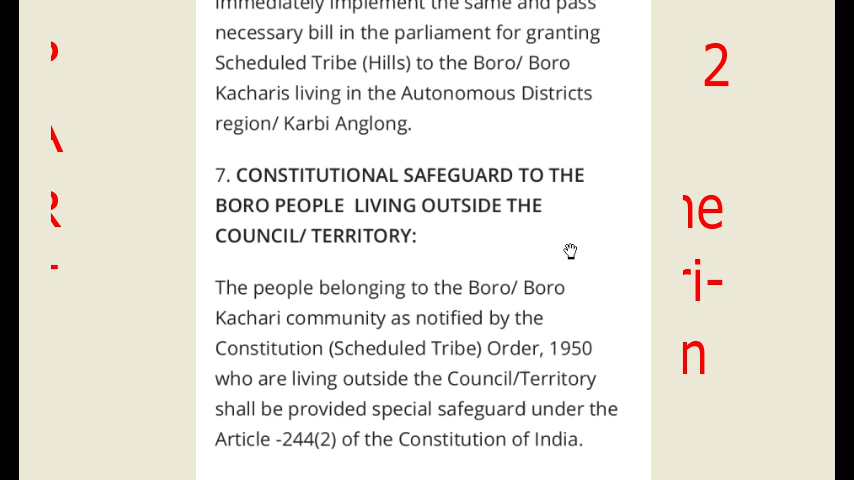 immediately implement the same and pass
necessary bill in the parliament for granting
Scheduled Tribe (Hills) to the Boro/ Boro
Kacharis living in the Autonomous Districts
region/ Karbi Anglong.
7. CONSTITUTIONAL SAFEGUARD TO THE
BORO PEOPLE LIVING OUTSIDE THE
COUNCIL/ TERRITORY:
The people belonging to the Boro/ Boro
Kachari community as notified by the
Constitution (Scheduled Tribe) Order, 1950
who are living outside the Council/Territory
shall be provided special safeguard under the
Article -244(2) of the Constitution of India.
2